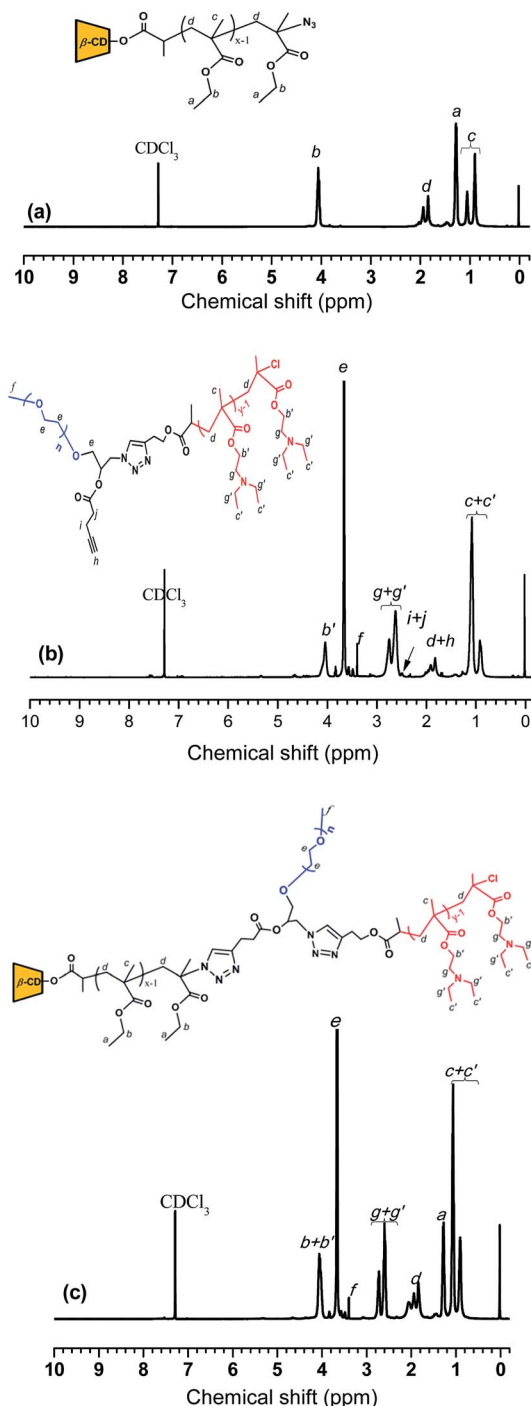 β-CD O O d c d N₃
x-1
O O
O O
a b a b
CDCl₃ b d a c
(a)
10 9 8 7 6 5 4 3 2 1 0
Chemical shift (ppm)
f O e e n O e
N N=N O O
c d Cl
y-1
d O O b' O O b'
g N g' g N g'
g' c' g' c'
c' c'
O O j i h
CDCl₃ b' e f g+g' i+j d+h c+c'
(b)
10 9 8 7 6 5 4 3 2 1 0
Chemical shift (ppm)
f
O n
e e
O
β-CD O O d c d N N=N O O N N=N O O
x-1
O O O O
a b a b
c d Cl
y-1
d O O b' O O b'
g N g' g N g'
g' c' g' c'
c' c'
CDCl₃ b+b' e f g+g' d a c+c'
(c)
10 9 8 7 6 5 4 3 2 1 0
Chemical shift (ppm)